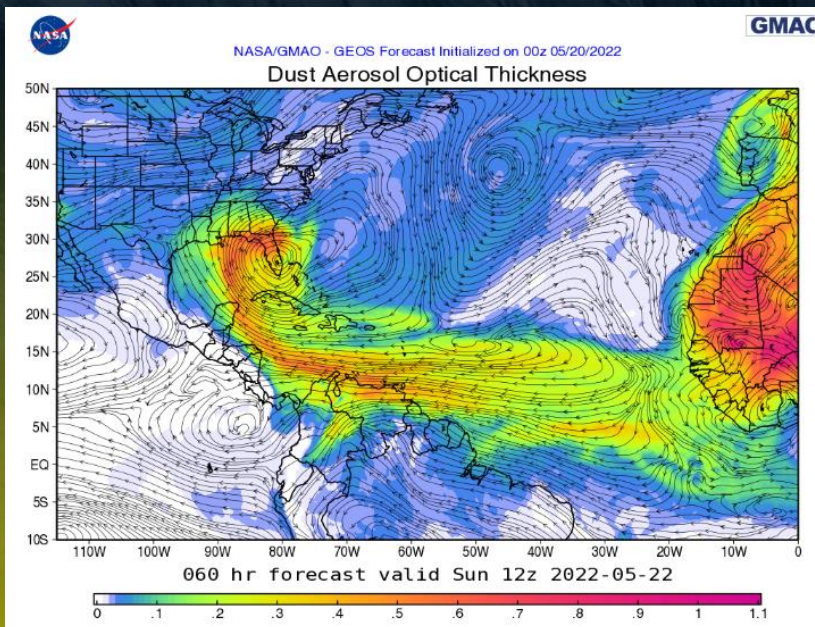 NASA
GMAO
NASA/GMAO - GEOS Forecast Initialized on 00z 05/20/2022
Dust Aerosol Optical Thickness
50N
45N
40N
35N
30N
25N
20N
15N
10N
5N
EQ
5S
10S
110W 100W 90W 80W 70W 60W 50W 40W 30W 20W 10W 0
060 hr forecast valid Sun 12z 2022-05-22
0 .1 .2 .3 .4 .5 .6 .7 .8 .9 1 1.1